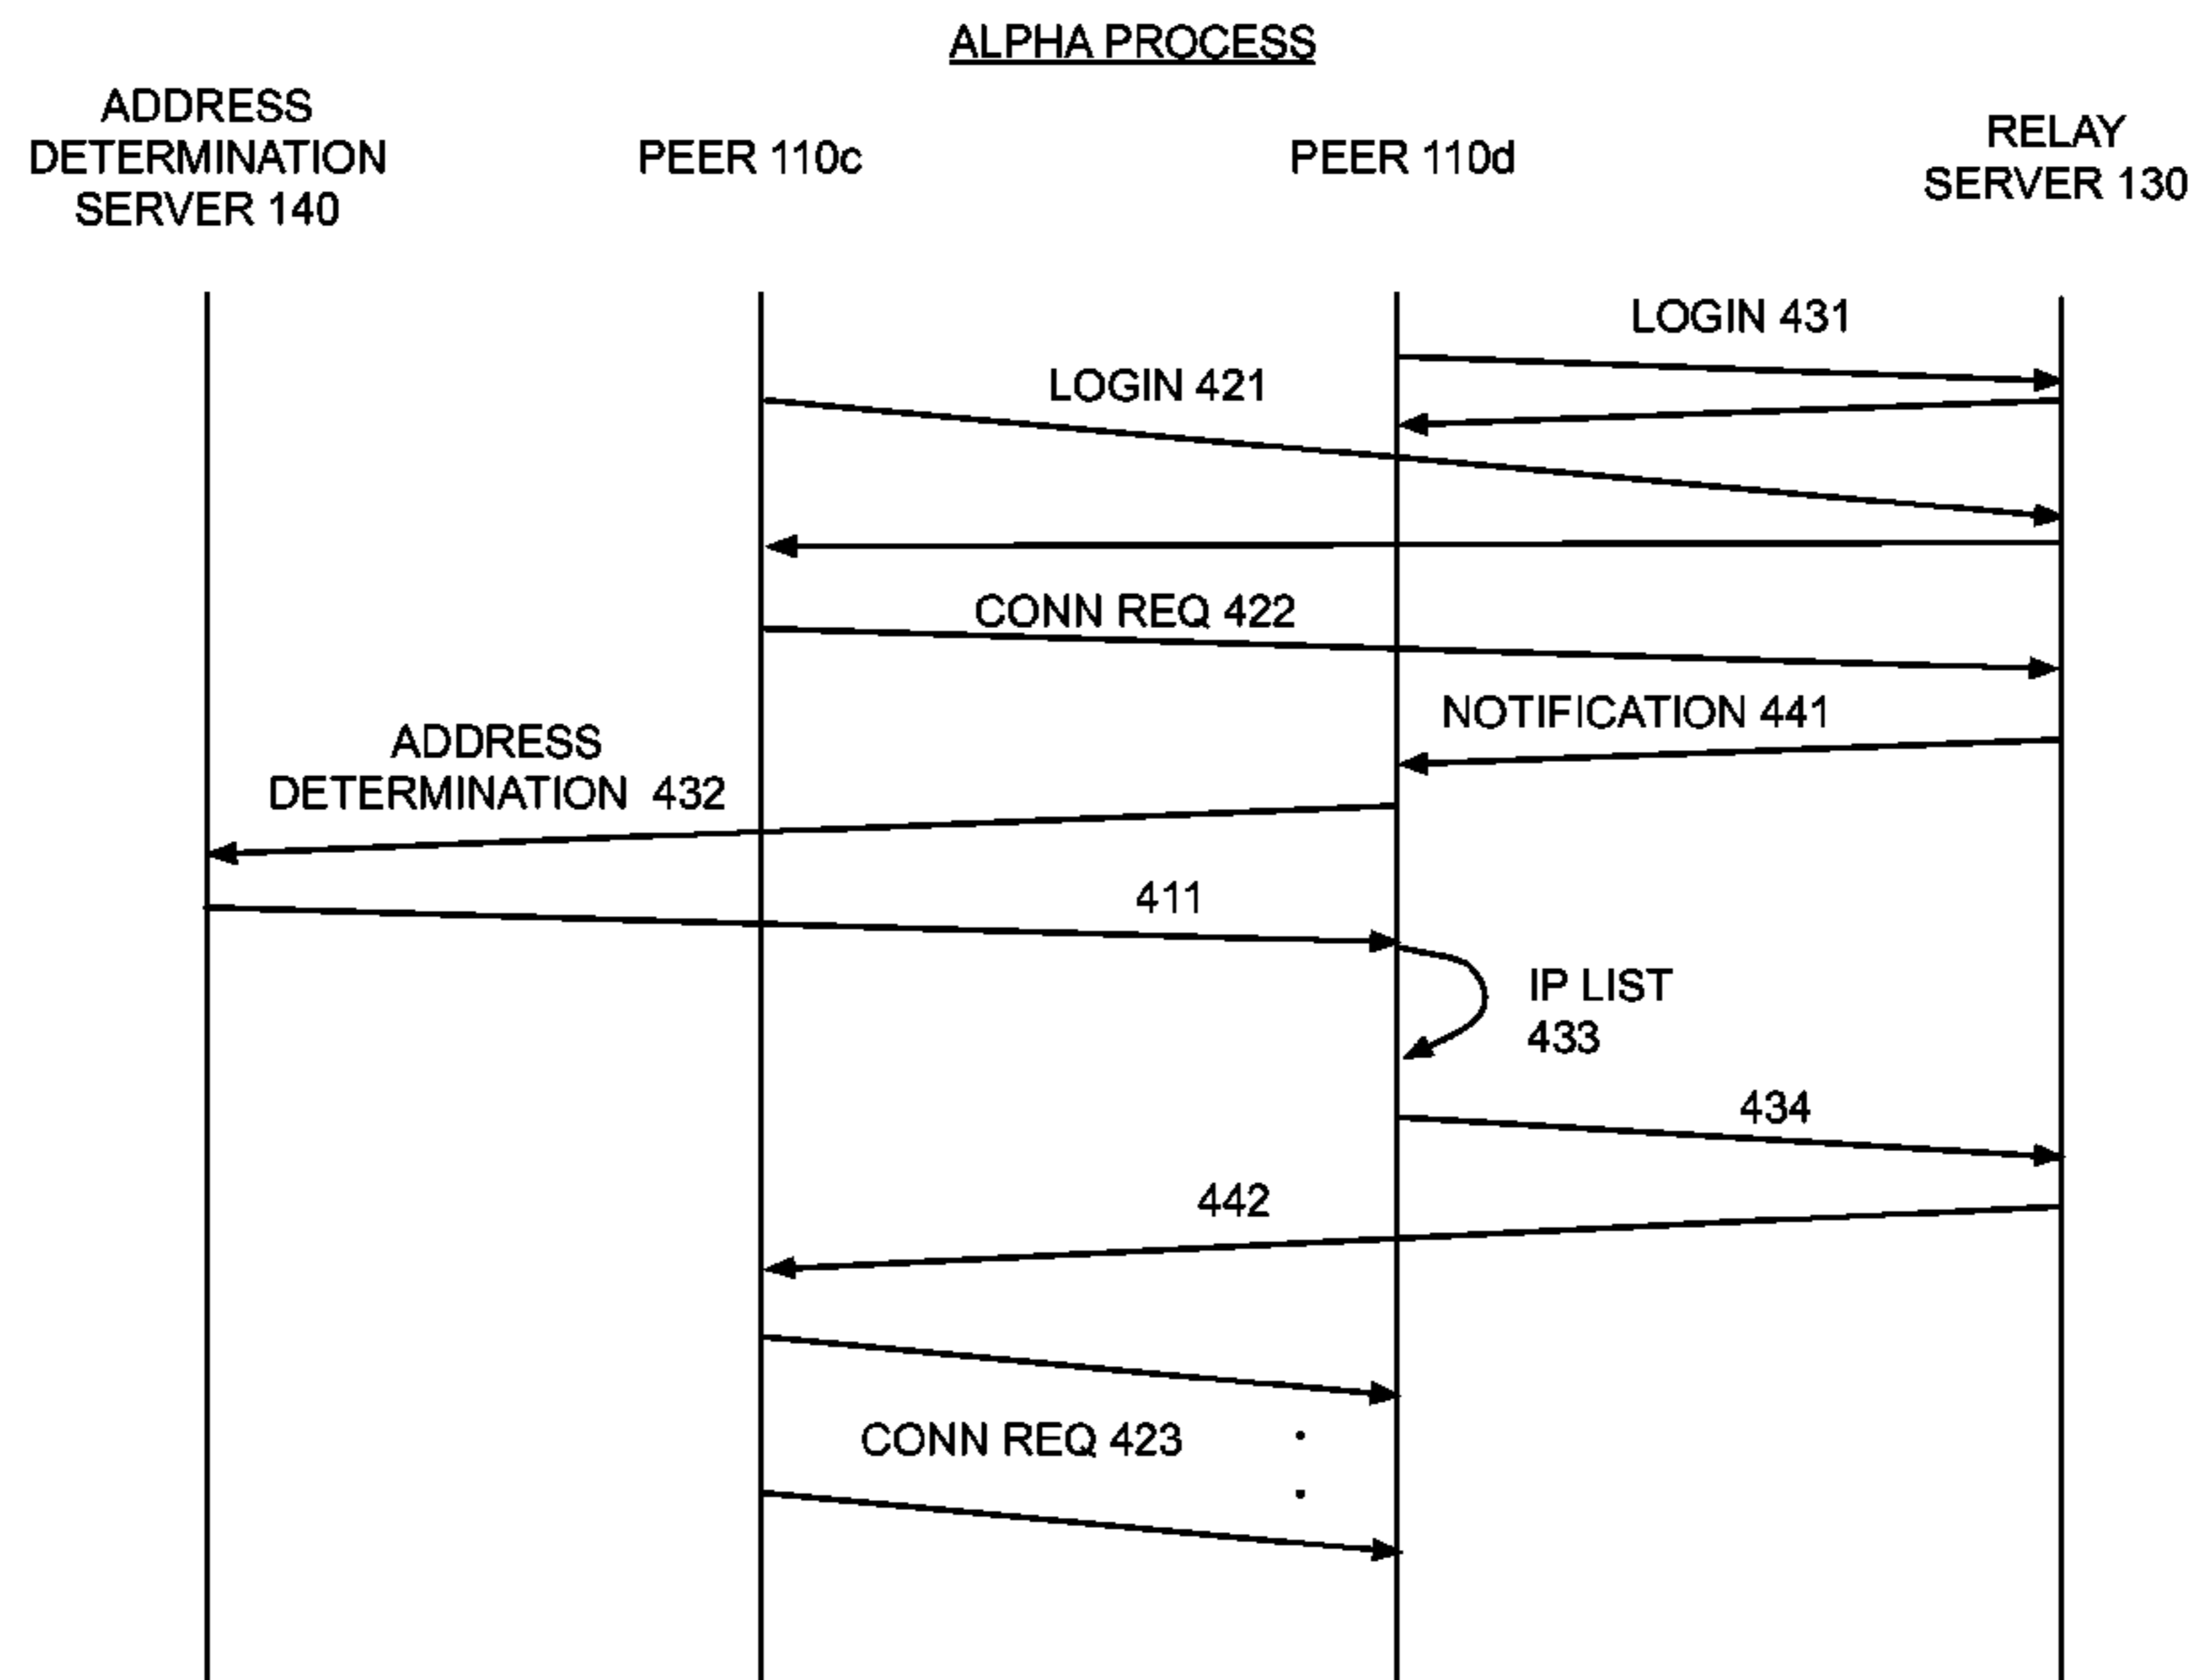 ALPHA PROCESS
ADDRESS
DETERMINATION
SERVER 140
PEER 110c
PEER 110d
RELAY
SERVER 130
LOGIN 431
LOGIN 421
CONN REQ 422
NOTIFICATION 441
ADDRESS
DETERMINATION 432
411
IP LIST
433
434
442
CONN REQ 423